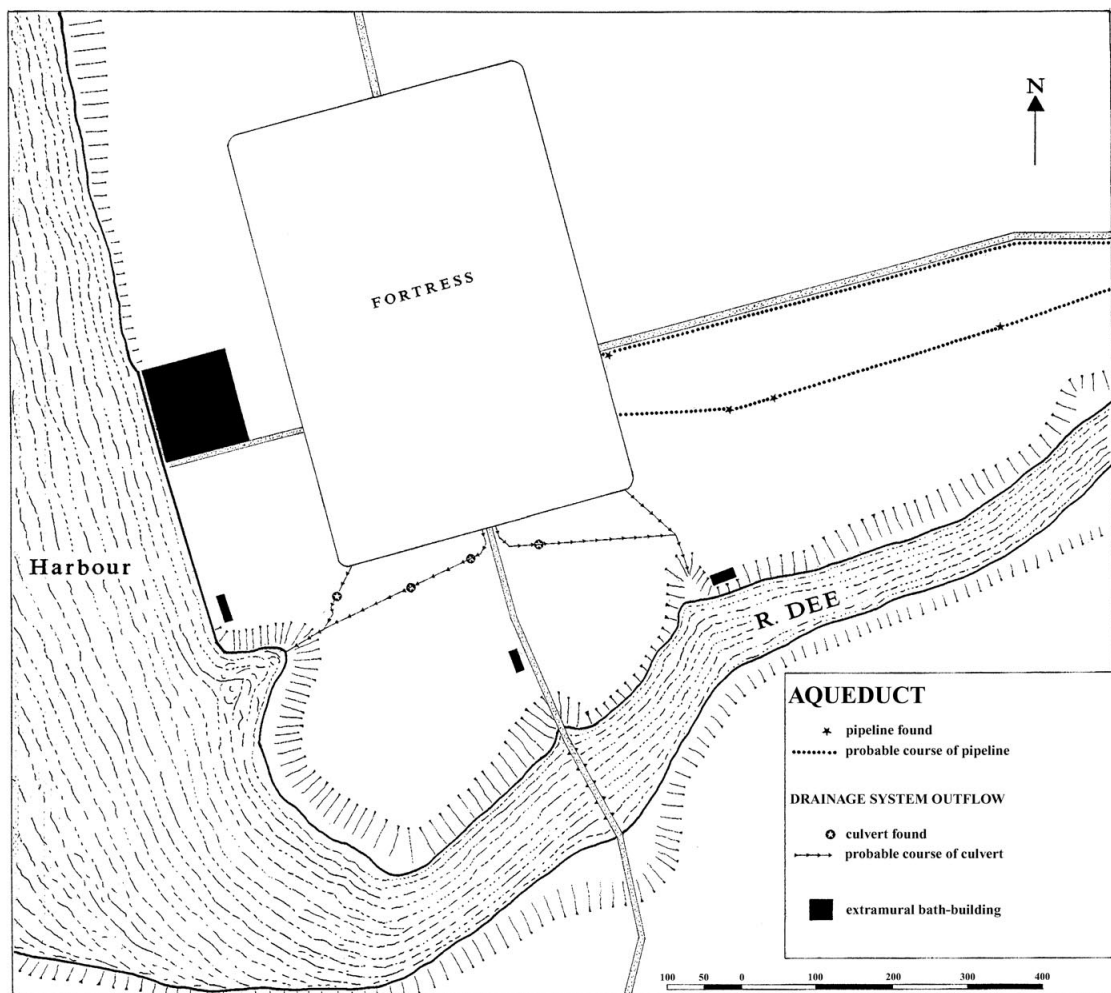 N
FORTRESS
Harbour
R. DEE
AQUEDUCT
pipeline found
probable course of pipeline
DRAINAGE SYSTEM OUTFLOW
culvert found
probable course of culvert
extramural bath-building
100 50 0 100 200 300 400